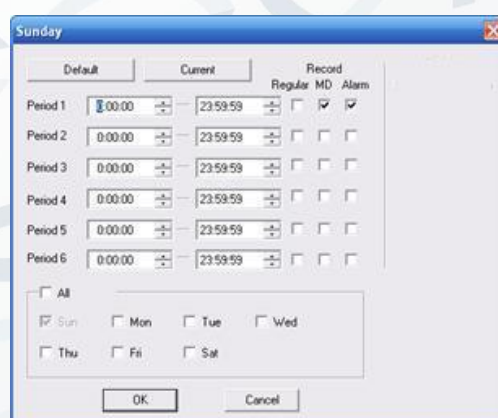 Sunday
Default Current Record
Regular MD Alarm
Period 1 0:00:00 23:59:59
Period 2 0:00:00 23:59:59
Period 3 0:00:00 23:59:59
Period 4 0:00:00 23:59:59
Period 5 0:00:00 23:59:59
Period 6 0:00:00 23:59:59
All
Sun Mon Tue Wed
Thu Fri Sat
OK Cancel